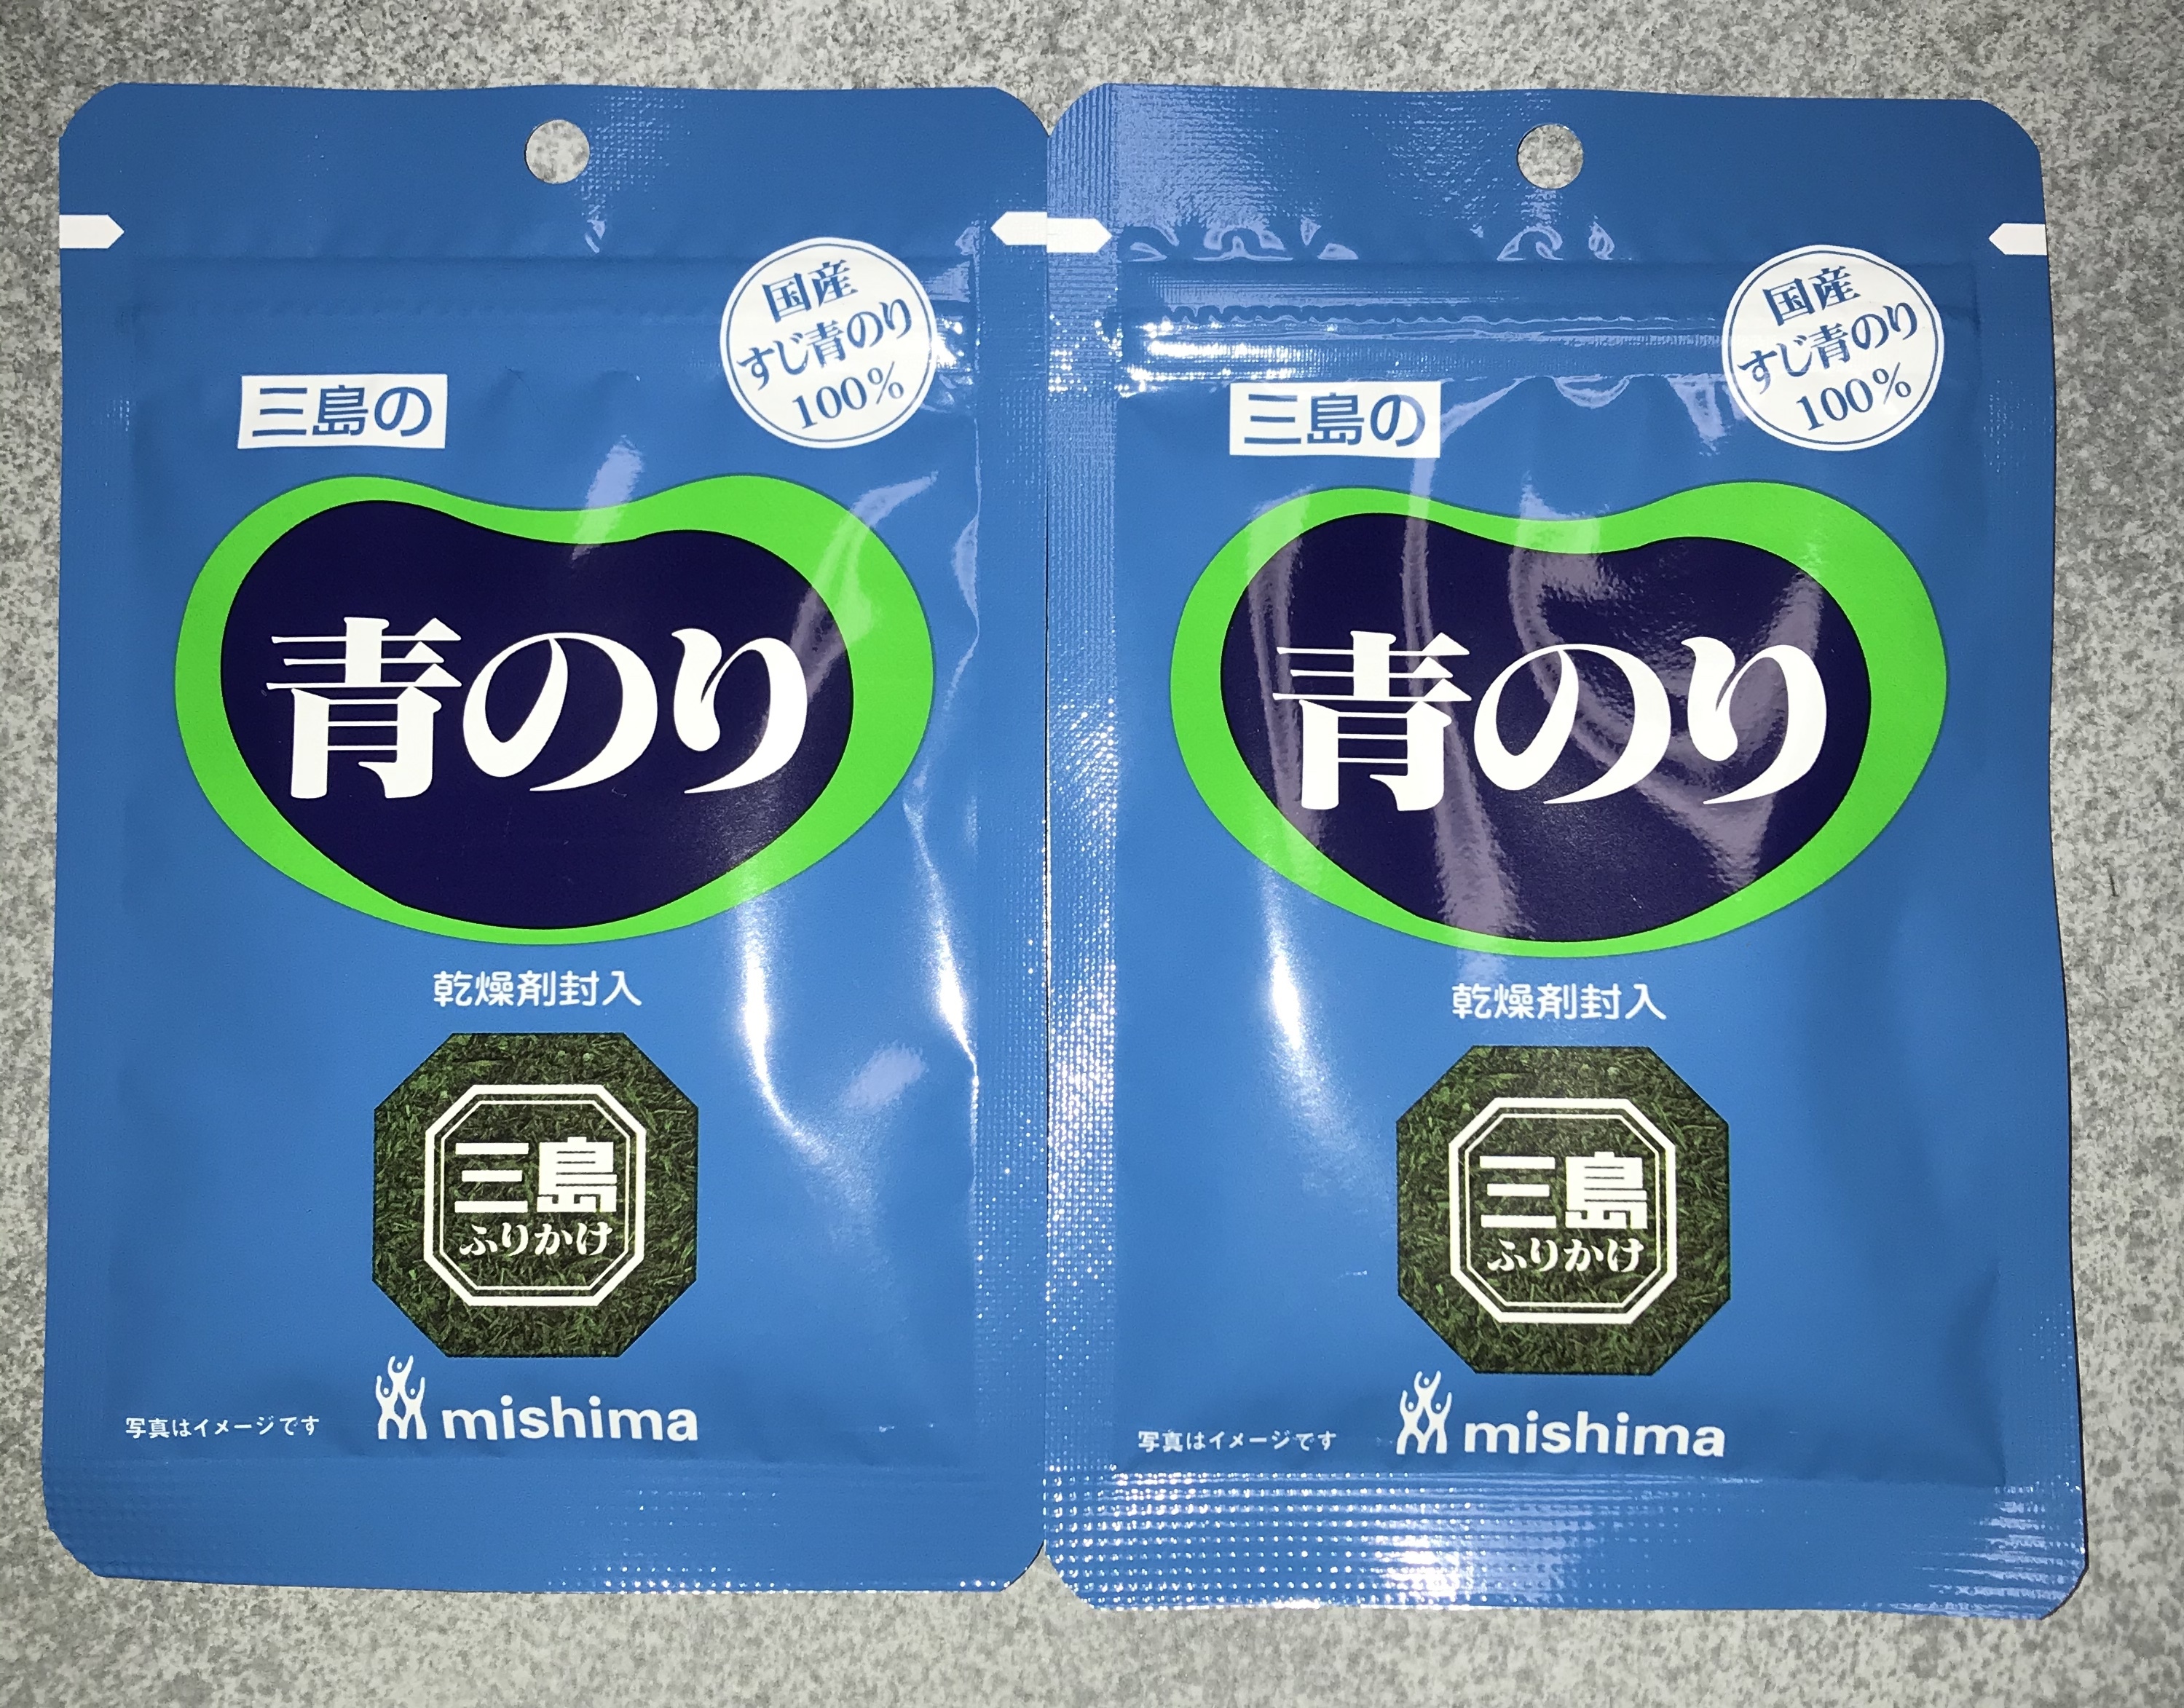 国産
すじ青のり
100%
三島の
青のり
乾燥剤封入
三島
ふりかけ
写真はイメージです
mishima
国産
すじ青のり
100%
三島の
青のり
乾燥剤封入
三島
ふりかけ
写真はイメージです
mishima